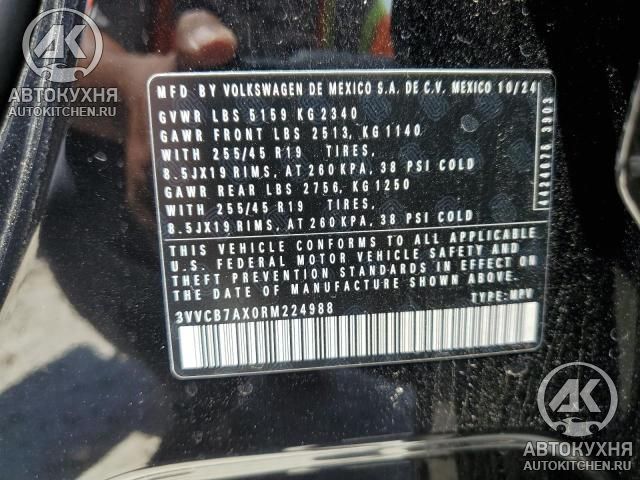 AK
АВТОКУХНЯ
AUTOKITCHEN.RU
MFD BY VOLKSWAGEN DE MEXICO S.A. DE C.V. MEXICO 10/24
GVWR LBS 5159 KG 2340
GAWR FRONT LBS 2513, KG 1140
WITH 255/45 R19 TIRES,
8.5JX19 RIMS, AT 260 KPA, 38 PSI COLD
GAWR REAR LBS 2756, KG 1250
WITH 255/45 R19 TIRES,
8.5JX19 RIMS, AT 260 KPA, 38 PSI COLD
THIS VEHICLE CONFORMS TO ALL APPLICABLE
U.S. FEDERAL MOTOR VEHICLE SAFETY AND
THEFT PREVENTION STANDARDS IN EFFECT ON
THE DATE OF MANUFACTURE SHOWN ABOVE.
3VVCB7AX0RM224988
TYPE: MPV
4424076 3903
AK
АВТОКУХНЯ
AUTOKITCHEN.RU